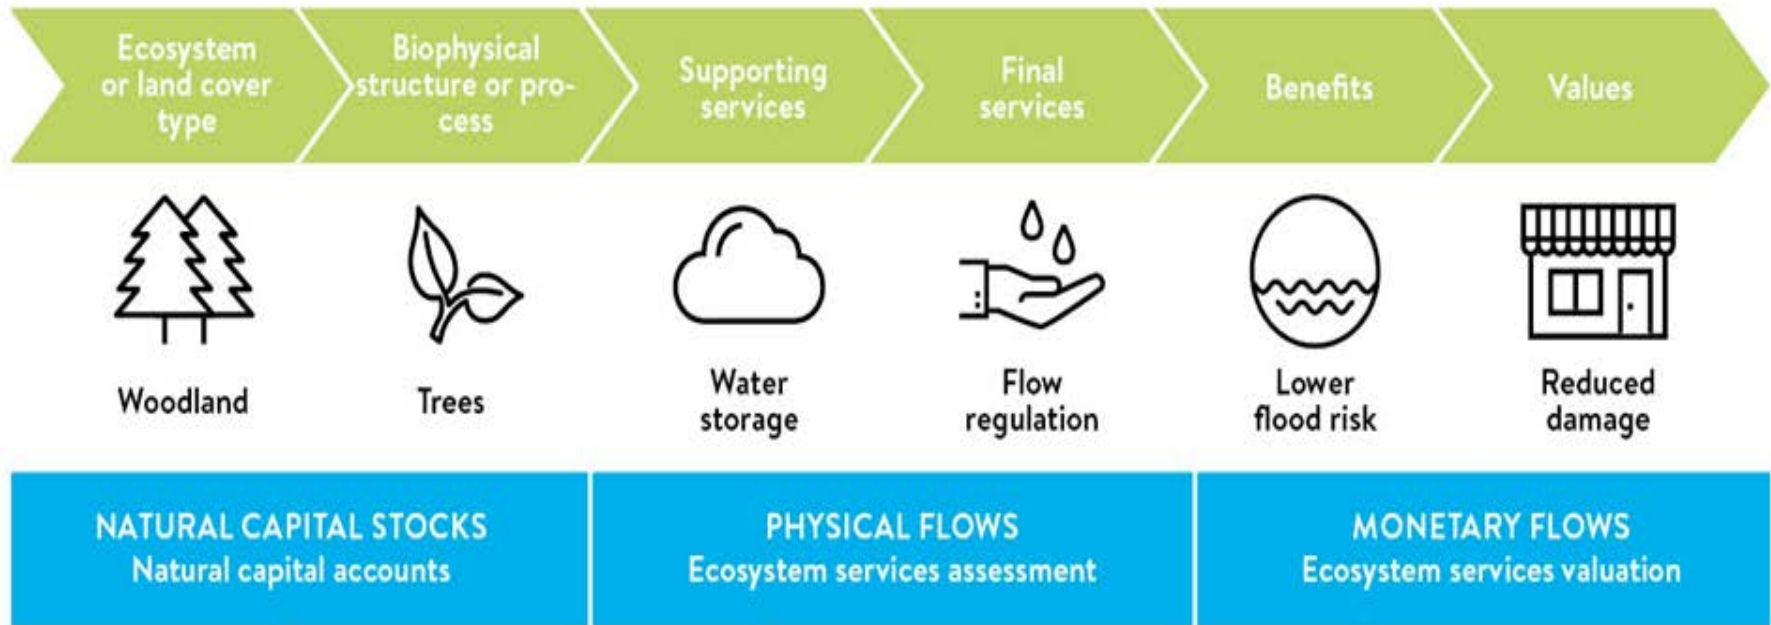 Ecosystem
or land cover
type
Biophysical
structure or pro-
cess
Supporting
services
Final
services
Benefits
Values
Woodland
Trees
Water
storage
Flow
regulation
Lower
flood risk
Reduced
damage
NATURAL CAPITAL STOCKS
Natural capital accounts
PHYSICAL FLOWS
Ecosystem services assessment
MONETARY FLOWS
Ecosystem services valuation